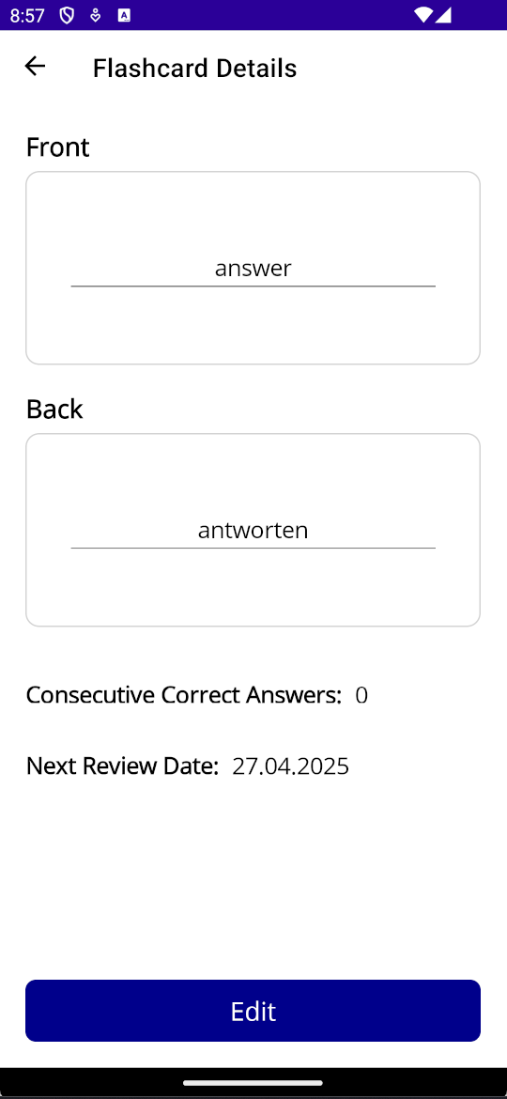 8:57
Flashcard Details
Front
answer
Back
antworten
Consecutive Correct Answers: 0
Next Review Date: 27.04.2025
Edit